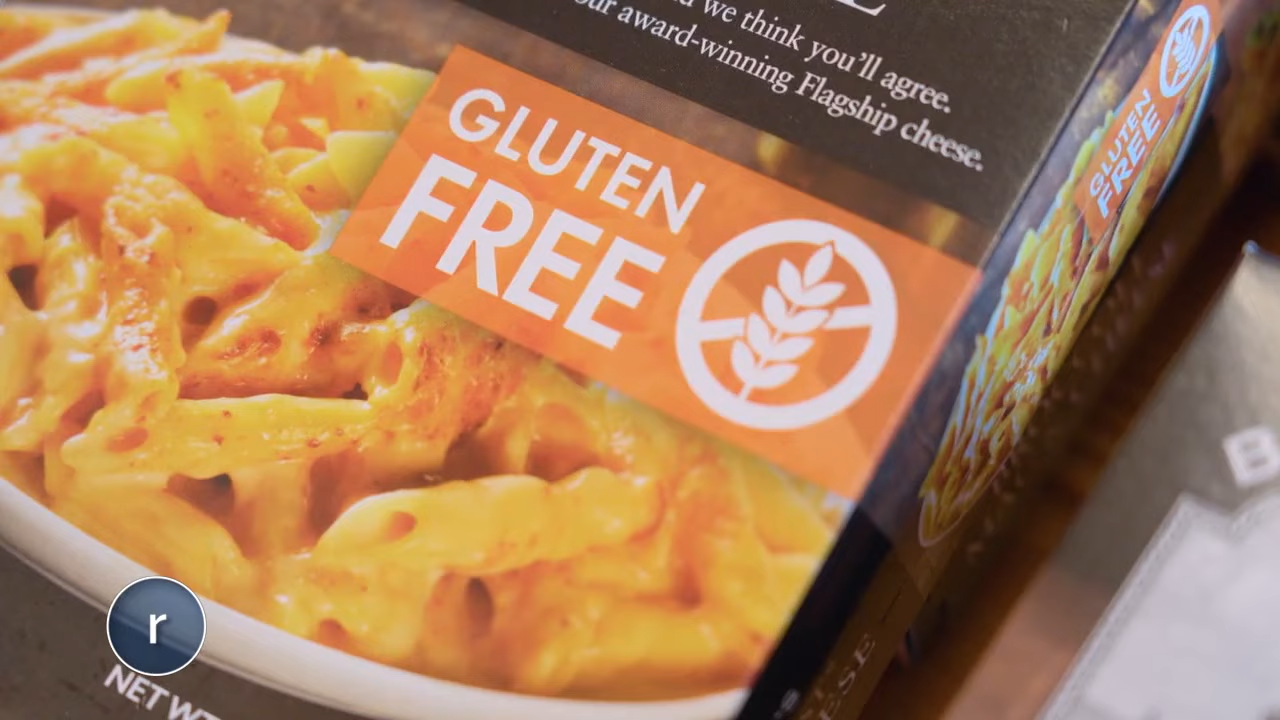 d we think you'll agree.
our award-winning Flagship cheese.
GLUTEN
FREE
GLUTEN
FREE
B
r
NET WT